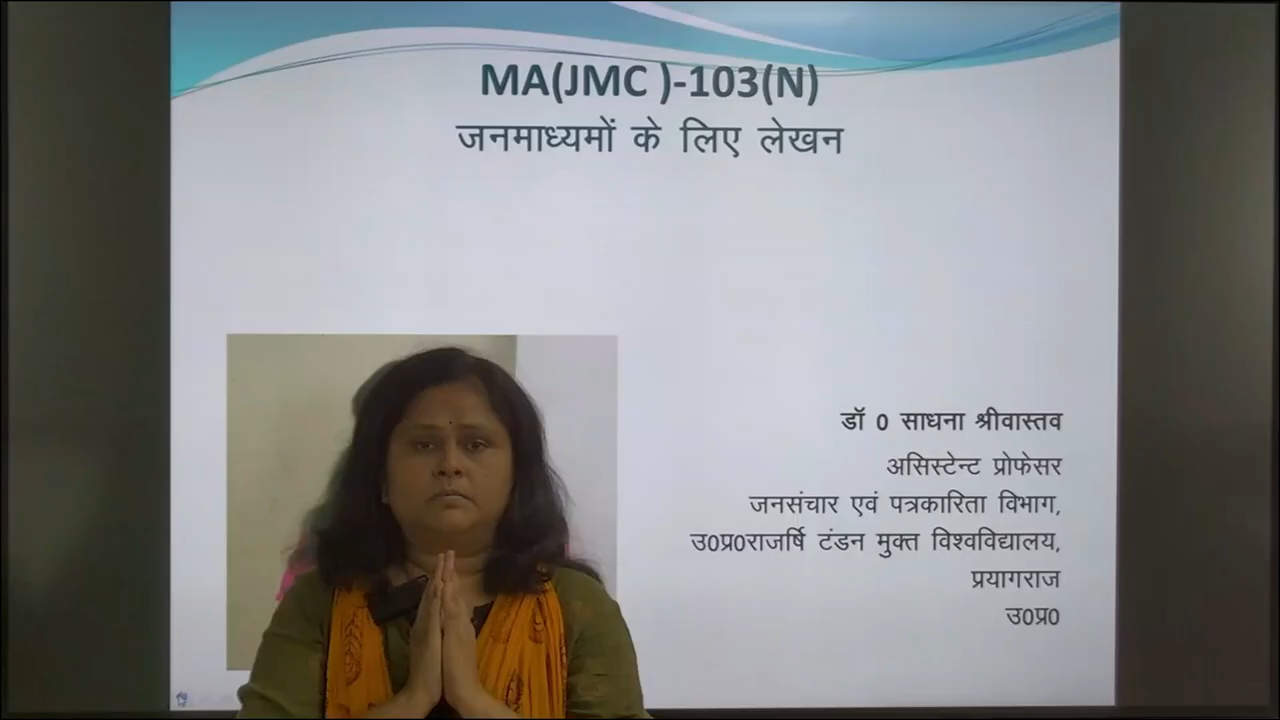 MA(JMC )-103(N)
जनमाध्यमों के लिए लेखन
डॉ 0 साधना श्रीवास्तव
असिस्टेन्ट प्रोफेसर
जनसंचार एवं पत्रकारिता विभाग,
उ0प्र0राजर्षि टंडन मुक्त विश्वविद्यालय,
प्रयागराज
उ0प्र0